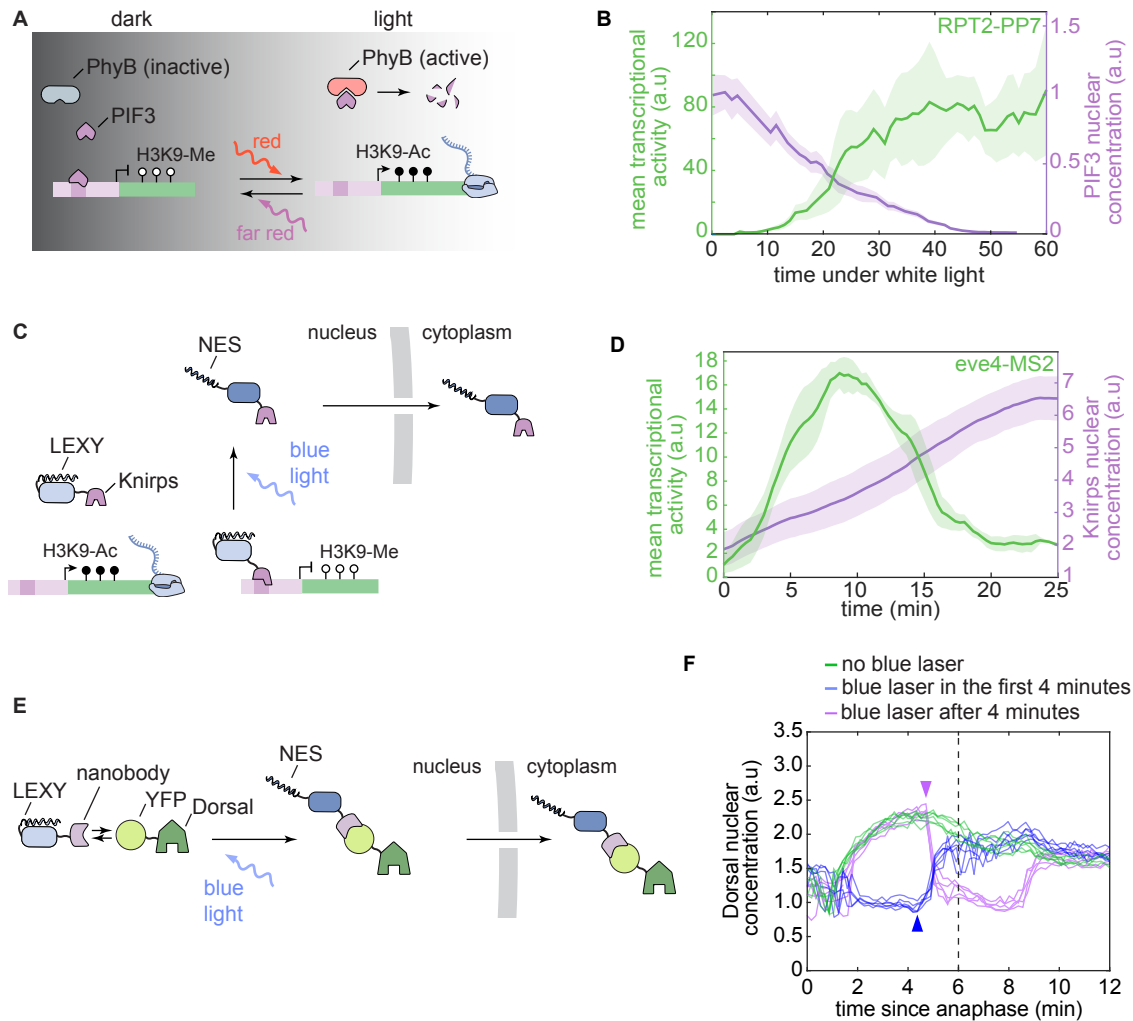 A
dark
light
PhyB (inactive)
PhyB (active)
PIF3
H3K9-Me
red
H3K9-Ac
far red
B
RPT2-PP7
mean transcriptional
activity (a.u)
120
80
40
0
PIF3 nuclear
concentration (a.u)
1.5
1
0.5
0
0 10 20 30 40 50 60
time under white light
C
nucleus
cytoplasm
NES
LEXY
Knirps
blue
light
H3K9-Ac
H3K9-Me
D
eve4-MS2
mean transcriptional
activity (a.u)
18
16
14
12
10
8
6
4
2
0
Knirps nuclear
concentration (a.u)
7
6
5
4
3
2
1
0 5 10 15 20 25
time (min)
E
LEXY
nanobody
YFP
Dorsal
NES
nucleus
cytoplasm
blue
light
F
no blue laser
blue laser in the first 4 minutes
blue laser after 4 minutes
Dorsal nuclear
concentration (a.u)
3.5
3.0
2.5
2.0
1.5
1.0
0.5
0
0 2 4 6 8 10 12
time since anaphase (min)